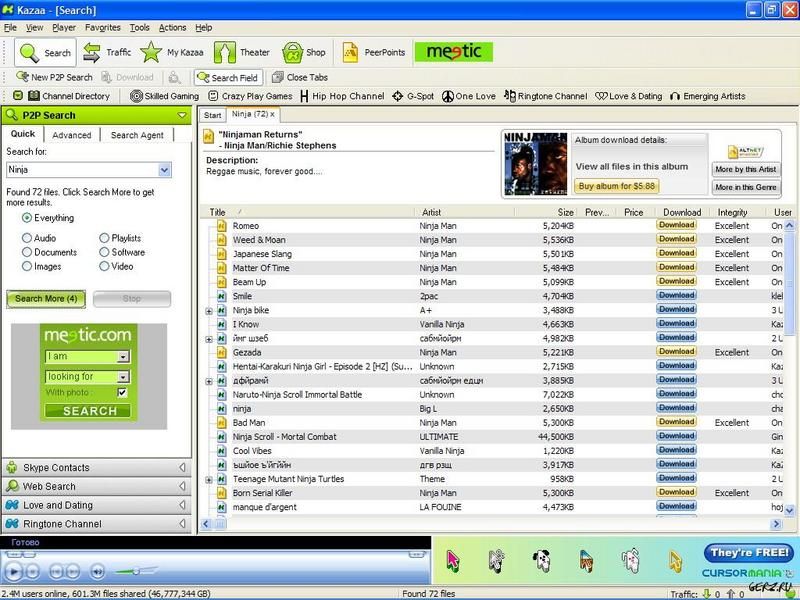 Kazaa - [Search]
File View Player Favorites Tools Actions Help
Search Traffic My Kazaa Theater Shop PeerPoints meetic
New P2P Search Download Search Field Close Tabs
Channel Directory Skilled Gaming Crazy Play Games Hip Hop Channel G-Spot One Love Ringtone Channel Love & Dating Emerging Artists
P2P Search
Quick Advanced Search Agent
Search for:
Ninja
Found 72 files. Click Search More to get
more results.
Everything
Audio Playlists
Documents Software
Images Video
Search More (4) Stop
meetic.com
I am
looking for
With photo :
SEARCH
Skype Contacts
Web Search
Love and Dating
Ringtone Channel
Start Ninja (72) x
"Ninjaman Returns"
- Ninja Man/Richie Stephens
Description:
Reggae music, forever good....
NINJAMAN
Album download details:
View all files in this album
Buy album for $5.88
ALTNET
More by this Artist
More in this Genre
Title Artist Size Prev... Price Download Integrity User
Romeo Ninja Man 5,204KB Download Excellent On
Weed & Moan Ninja Man 5,536KB Download Excellent On
Japanese Slang Ninja Man 5,501KB Download Excellent On
Matter Of Time Ninja Man 5,484KB Download Excellent On
Beam Up Ninja Man 5,099KB Download Excellent On
Smile 2pac 4,704KB Download klel
Ninja bike A+ 3,488KB Download 3 U
I Know Vanilla Ninja 4,663KB Download Kaz
йнг шзеб сабмйойрм 4,982KB Download 2 U
Gezada Ninja Man 5,221KB Download Excellent On
Hentai-Karakuri Ninja Girl - Episode 2 [HZ] (Su... Unknown 2,715KB Download Kaz
дфйрамй сабмйойрн едци 3,885KB Download 3 U
Naruto-Ninja Scroll Immortal Battle Unknown 7,022KB Download cho
ninja Big L 2,650KB Download cha
Bad Man Ninja Man 5,300KB Download Excellent On
Ninja Scroll - Mortal Combat ULTIMATE 44,500KB Download Gin
Cool Vibes Vanilla Ninja 1,220KB Download Kaz
дгв рзщ 3,917KB Download Kaz
Teenage Mutant Ninja Turtles Theme 958KB Download 2 U
Born Serial Killer Ninja Man 5,300KB Download Excellent On
manque d'argent LA FOUINE 4,473KB Download hoj
Готово
They're FREE!
CURSORMANIA
GERZ.RU
2.4M users online, 601.3M files shared (46,777,344 GB) Found 72 files Traffic: 0 0